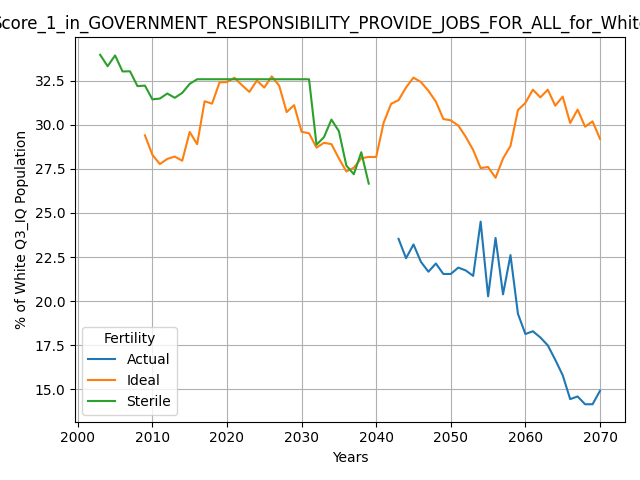 Score_1_in_GOVERNMENT_RESPONSIBILITY_PROVIDE_JOBS_FOR_ALL_for_White
% of White Q3_IQ Population
32.5
30.0
27.5
25.0
22.5
20.0
17.5
15.0
Fertility
Actual
Ideal
Sterile
2000 2010 2020 2030 2040 2050 2060 2070
Years